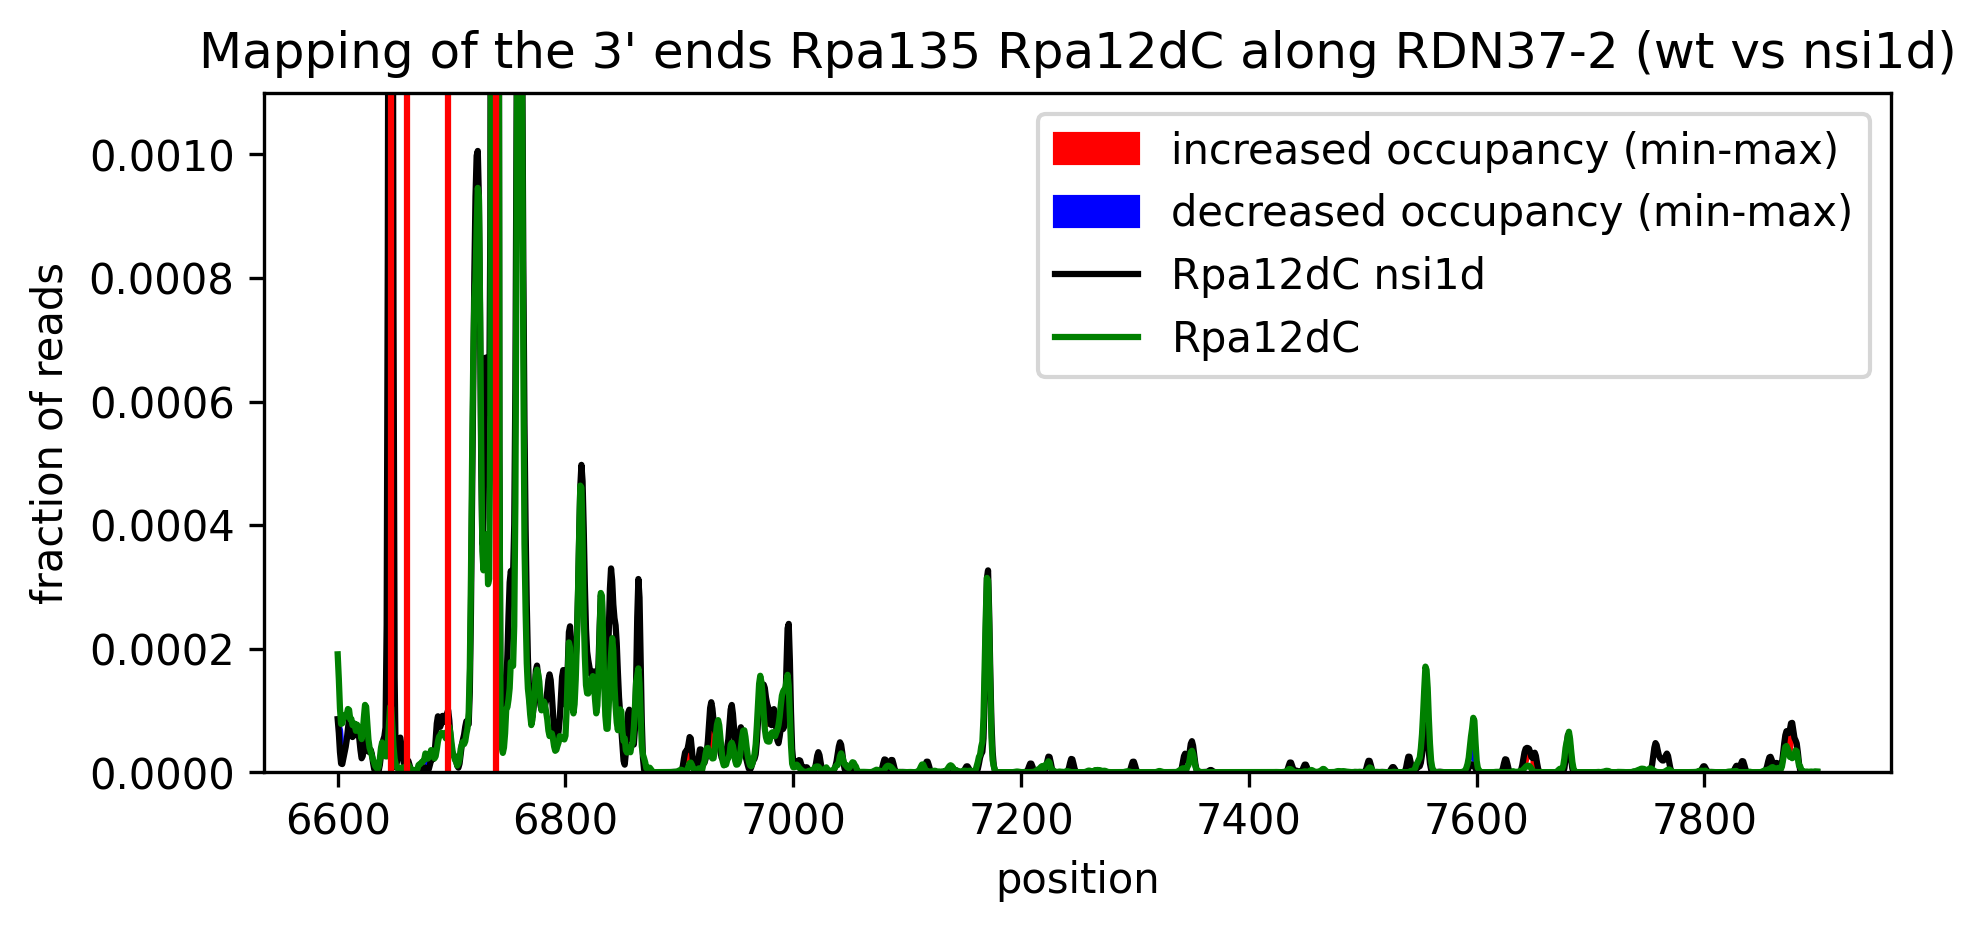 Mapping of the 3' ends Rpa135 Rpa12dC along RDN37-2 (wt vs nsi1d)
increased occupancy (min-max)
decreased occupancy (min-max)
Rpa12dC nsi1d
Rpa12dC
fraction of reads
0.0010
0.0008
0.0006
0.0004
0.0002
0.0000
6600 6800 7000 7200 7400 7600 7800
position